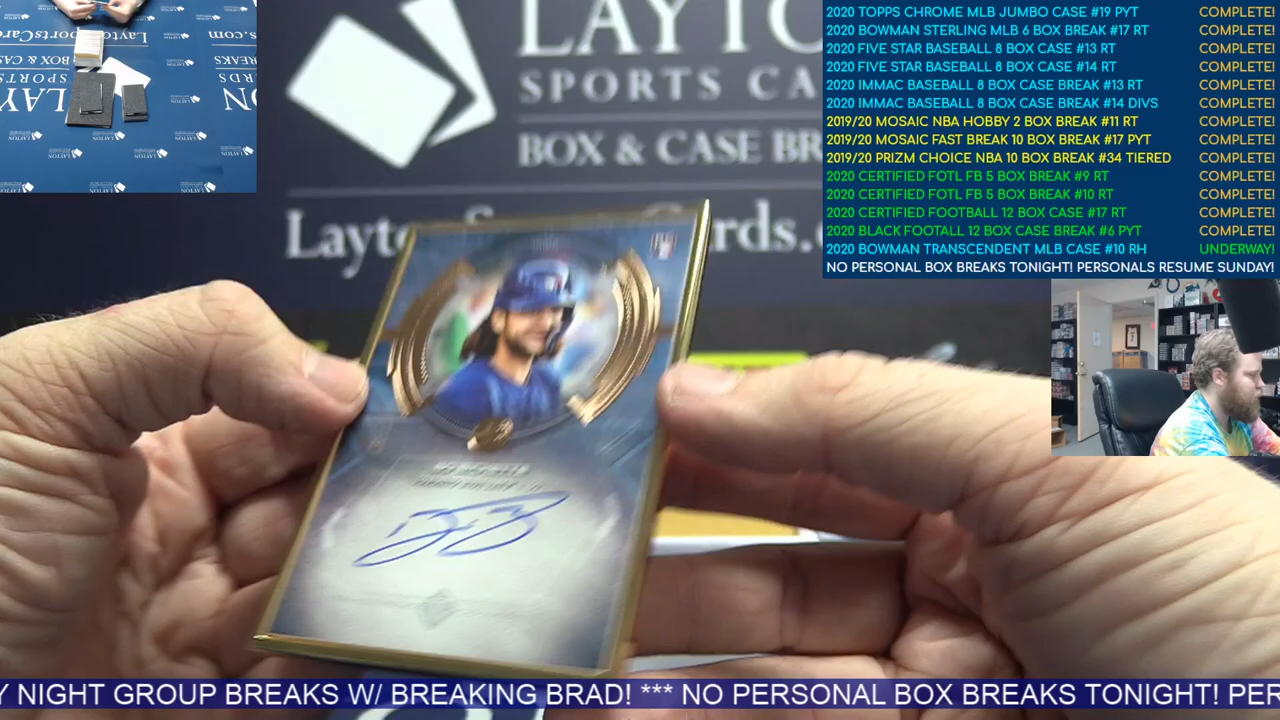 LAYTO
SPORTS CA
BOX & CASE BR
Layto
rds.c
2020 TOPPS CHROME MLB JUMBO CASE #19 PYT COMPLETE!
2020 BOWMAN STERLING MLB 6 BOX BREAK #17 RT COMPLETE!
2020 FIVE STAR BASEBALL 8 BOX CASE #13 RT COMPLETE!
2020 FIVE STAR BASEBALL 8 BOX CASE #14 RT COMPLETE!
2020 IMMAC BASEBALL 8 BOX CASE BREAK #13 RT COMPLETE!
2020 IMMAC BASEBALL 8 BOX CASE BREAK #14 DIVS COMPLETE!
2019/20 MOSAIC NBA HOBBY 2 BOX BREAK #11 RT COMPLETE!
2019/20 MOSAIC FAST BREAK 10 BOX BREAK #17 PYT COMPLETE!
2019/20 PRIZM CHOICE NBA 10 BOX BREAK #34 TIERED COMPLETE!
2020 CERTIFIED FOTL FB 5 BOX BREAK #9 RT COMPLETE!
2020 CERTIFIED FOTL FB 5 BOX BREAK #10 RT COMPLETE!
2020 CERTIFIED FOOTBALL 12 BOX CASE #17 RT COMPLETE!
2020 BLACK FOOTALL 12 BOX CASE BREAK #6 PYT COMPLETE!
2020 BOWMAN TRANSCENDENT MLB CASE #10 RH UNDERWAY!
NO PERSONAL BOX BREAKS TONIGHT! PERSONALS RESUME SUNDAY!
Y NIGHT GROUP BREAKS W/ BREAKING BRAD! *** NO PERSONAL BOX BREAKS TONIGHT! PER